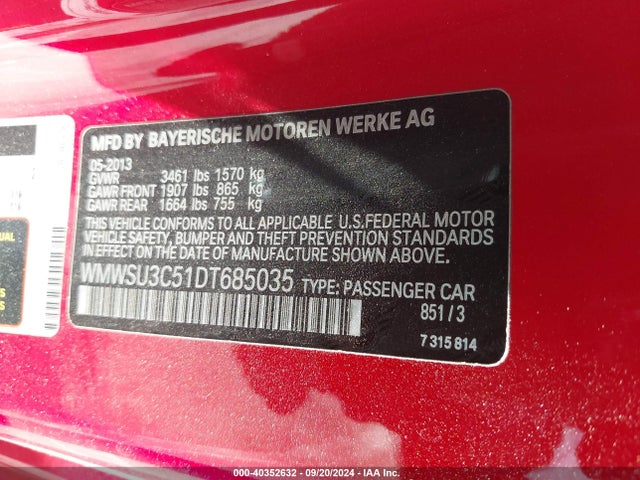 MFD BY BAYERISCHE MOTOREN WERKE AG
05-2013
GVWR 3461 lbs 1570 kg
GAWR FRONT 1907 lbs 865 kg
GAWR REAR 1664 lbs 755 kg
THIS VEHICLE CONFORMS TO ALL APPLICABLE U.S.FEDERAL MOTOR
VEHICLE SAFETY, BUMPER AND THEFT PREVENTION STANDARDS
IN EFFECT ON THE DATE OF MANUFACTURE SHOWN ABOVE.
WMWSU3C51DT685035 TYPE: PASSENGER CAR
851 / 3
7 315 814
000-40352632 - 09/20/2024 - IAA Inc.